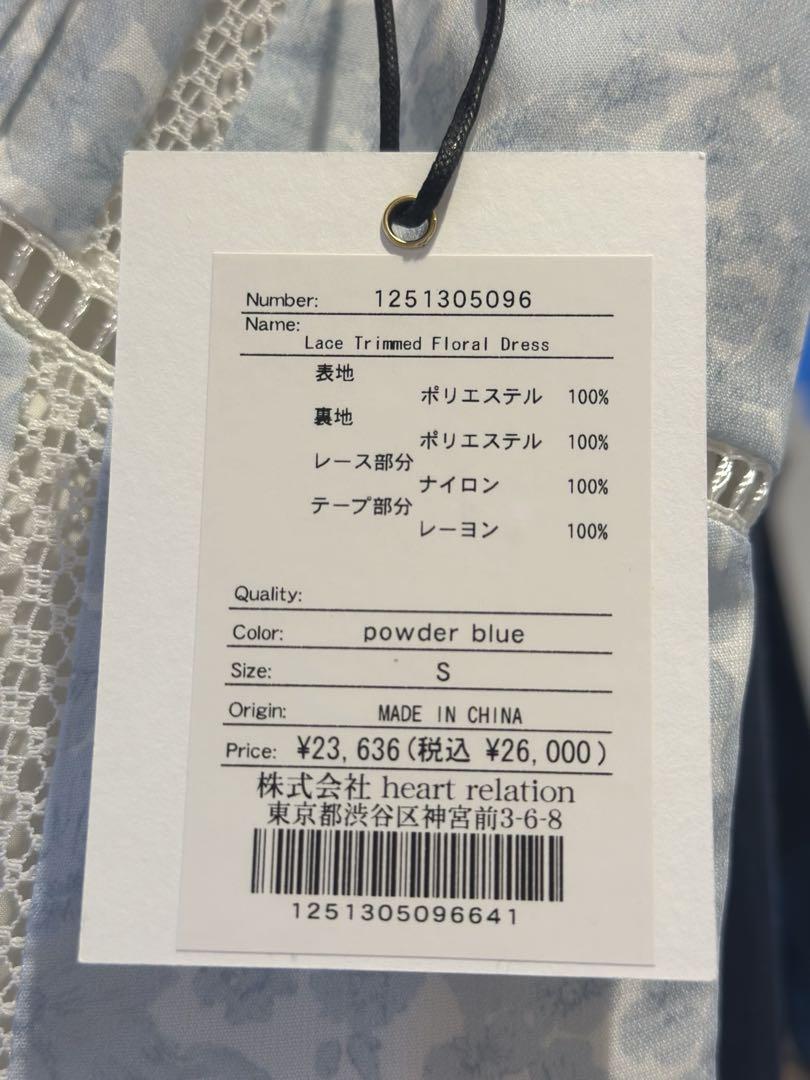 Number: 1251305096
Name:
Lace Trimmed Floral Dress
表地
ポリエステル 100%
裏地
ポリエステル 100%
レース部分
ナイロン 100%
テープ部分
レーヨン 100%
Quality:
Color: powder blue
Size: S
Origin: MADE IN CHINA
Price: ¥23,636(税込 ¥26,000)
株式会社 heart relation
東京都渋谷区神宮前3-6-8
1251305096641